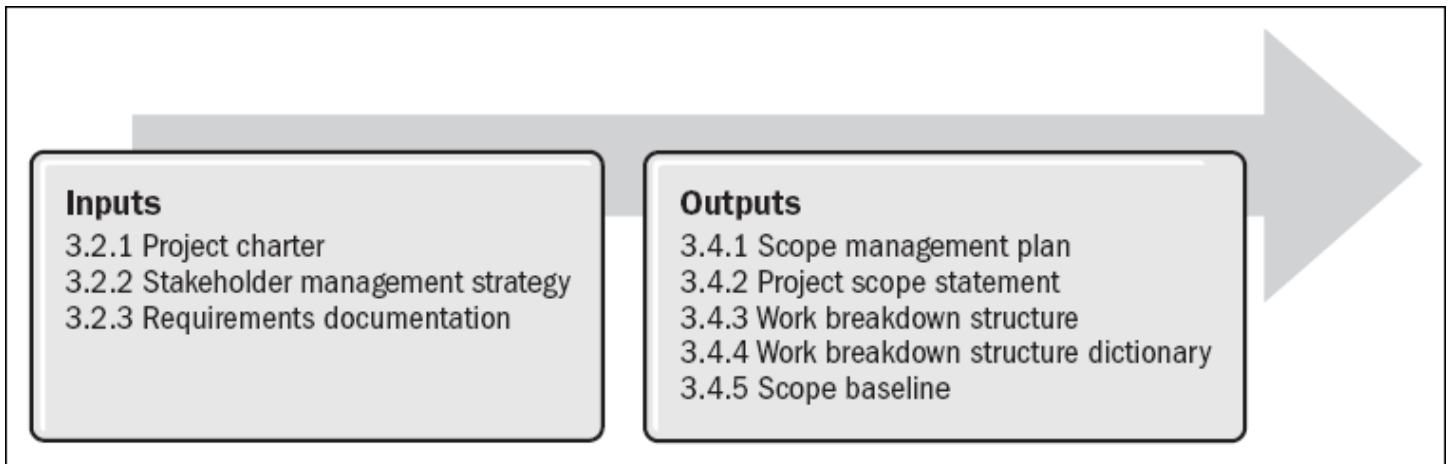 Inputs
3.2.1 Project charter
3.2.2 Stakeholder management strategy
3.2.3 Requirements documentation
Outputs
3.4.1 Scope management plan
3.4.2 Project scope statement
3.4.3 Work breakdown structure
3.4.4 Work breakdown structure dictionary
3.4.5 Scope baseline